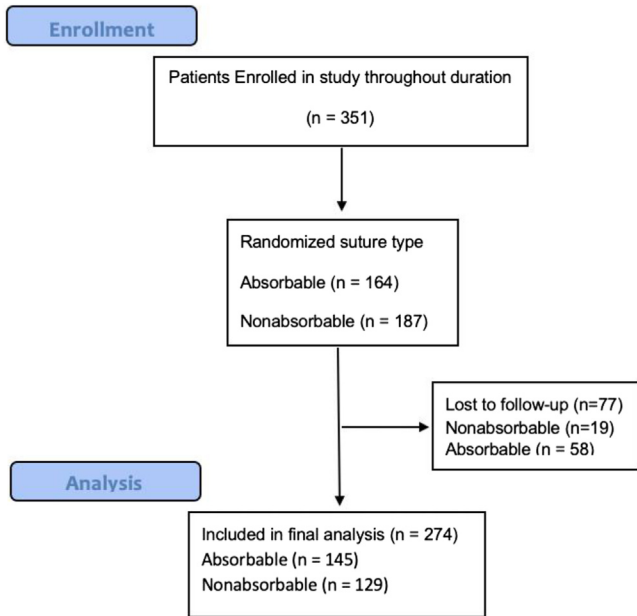 Enrollment
Patients Enrolled in study throughout duration
(n = 351)
Randomized suture type
Absorbable (n = 164)
Nonabsorbable (n = 187)
Lost to follow-up (n=77)
Nonabsorbable (n=19)
Absorbable (n = 58)
Analysis
Included in final analysis (n = 274)
Absorbable (n = 145)
Nonabsorbable (n = 129)